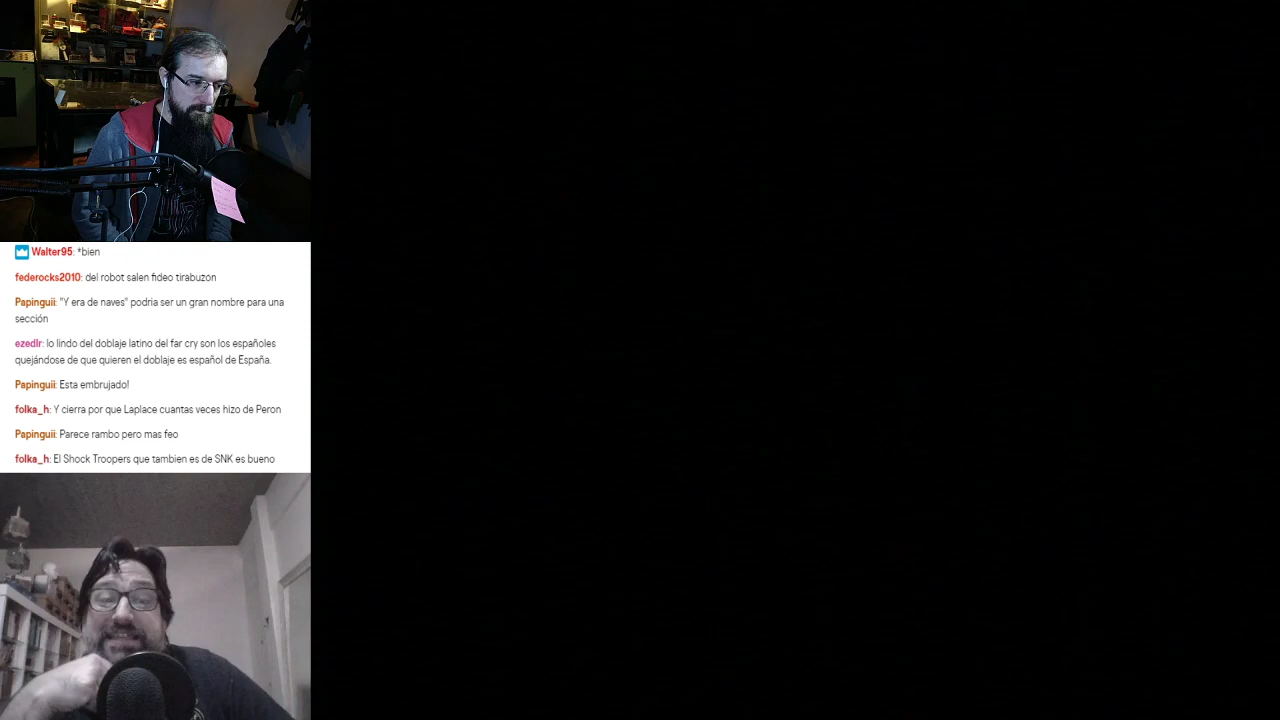 Walter95: *bien
federocks2010: del robot salen fideo tirabuzon
Papinguii: "Y era de naves" podria ser un gran nombre para una
sección
ezedlr: lo lindo del doblaje latino del far cry son los españoles
quejándose de que quieren el doblaje es español de España.
Papinguii: Esta embrujado!
folka_h: Y cierra por que Laplace cuantas veces hizo de Peron
Papinguii: Parece rambo pero mas feo
folka_h: El Shock Troopers que tambien es de SNK es bueno